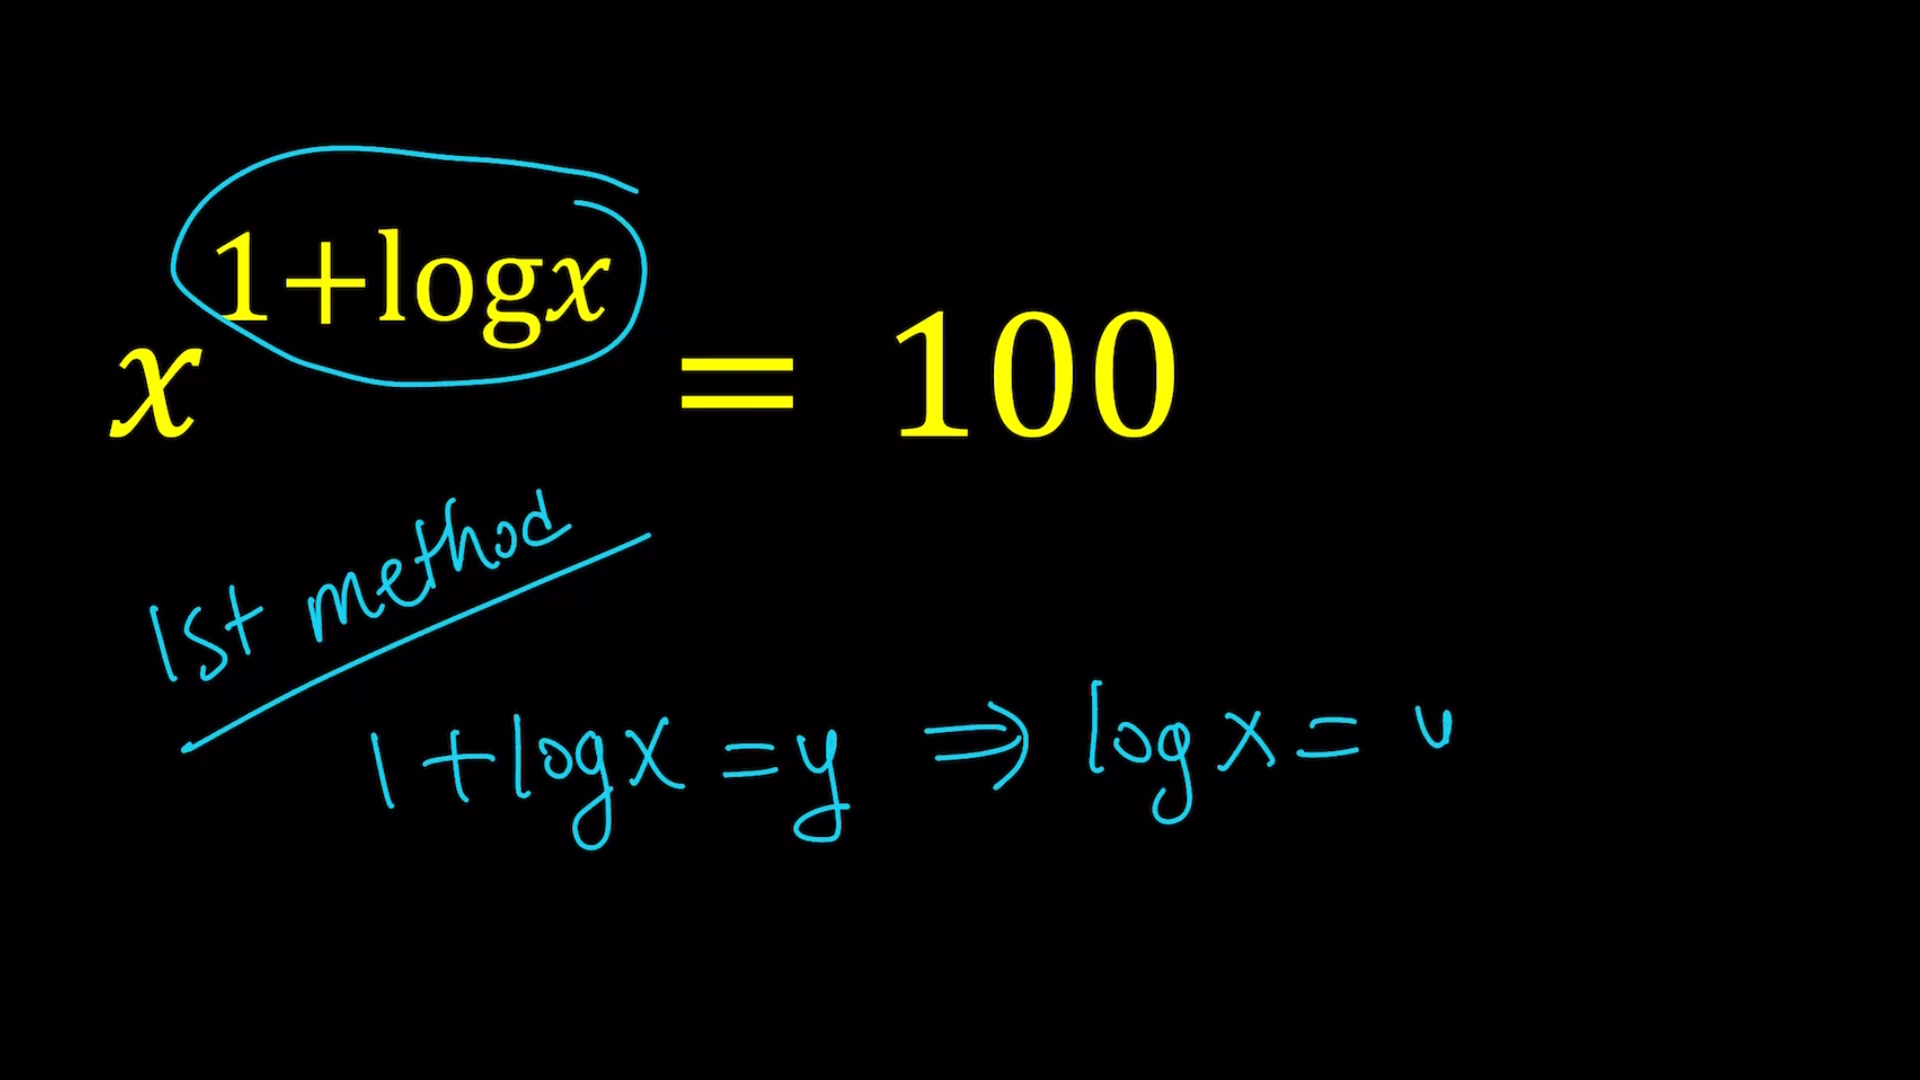 x^{1+logx} = 100
1st method
1+logx = y ⇒ logx =